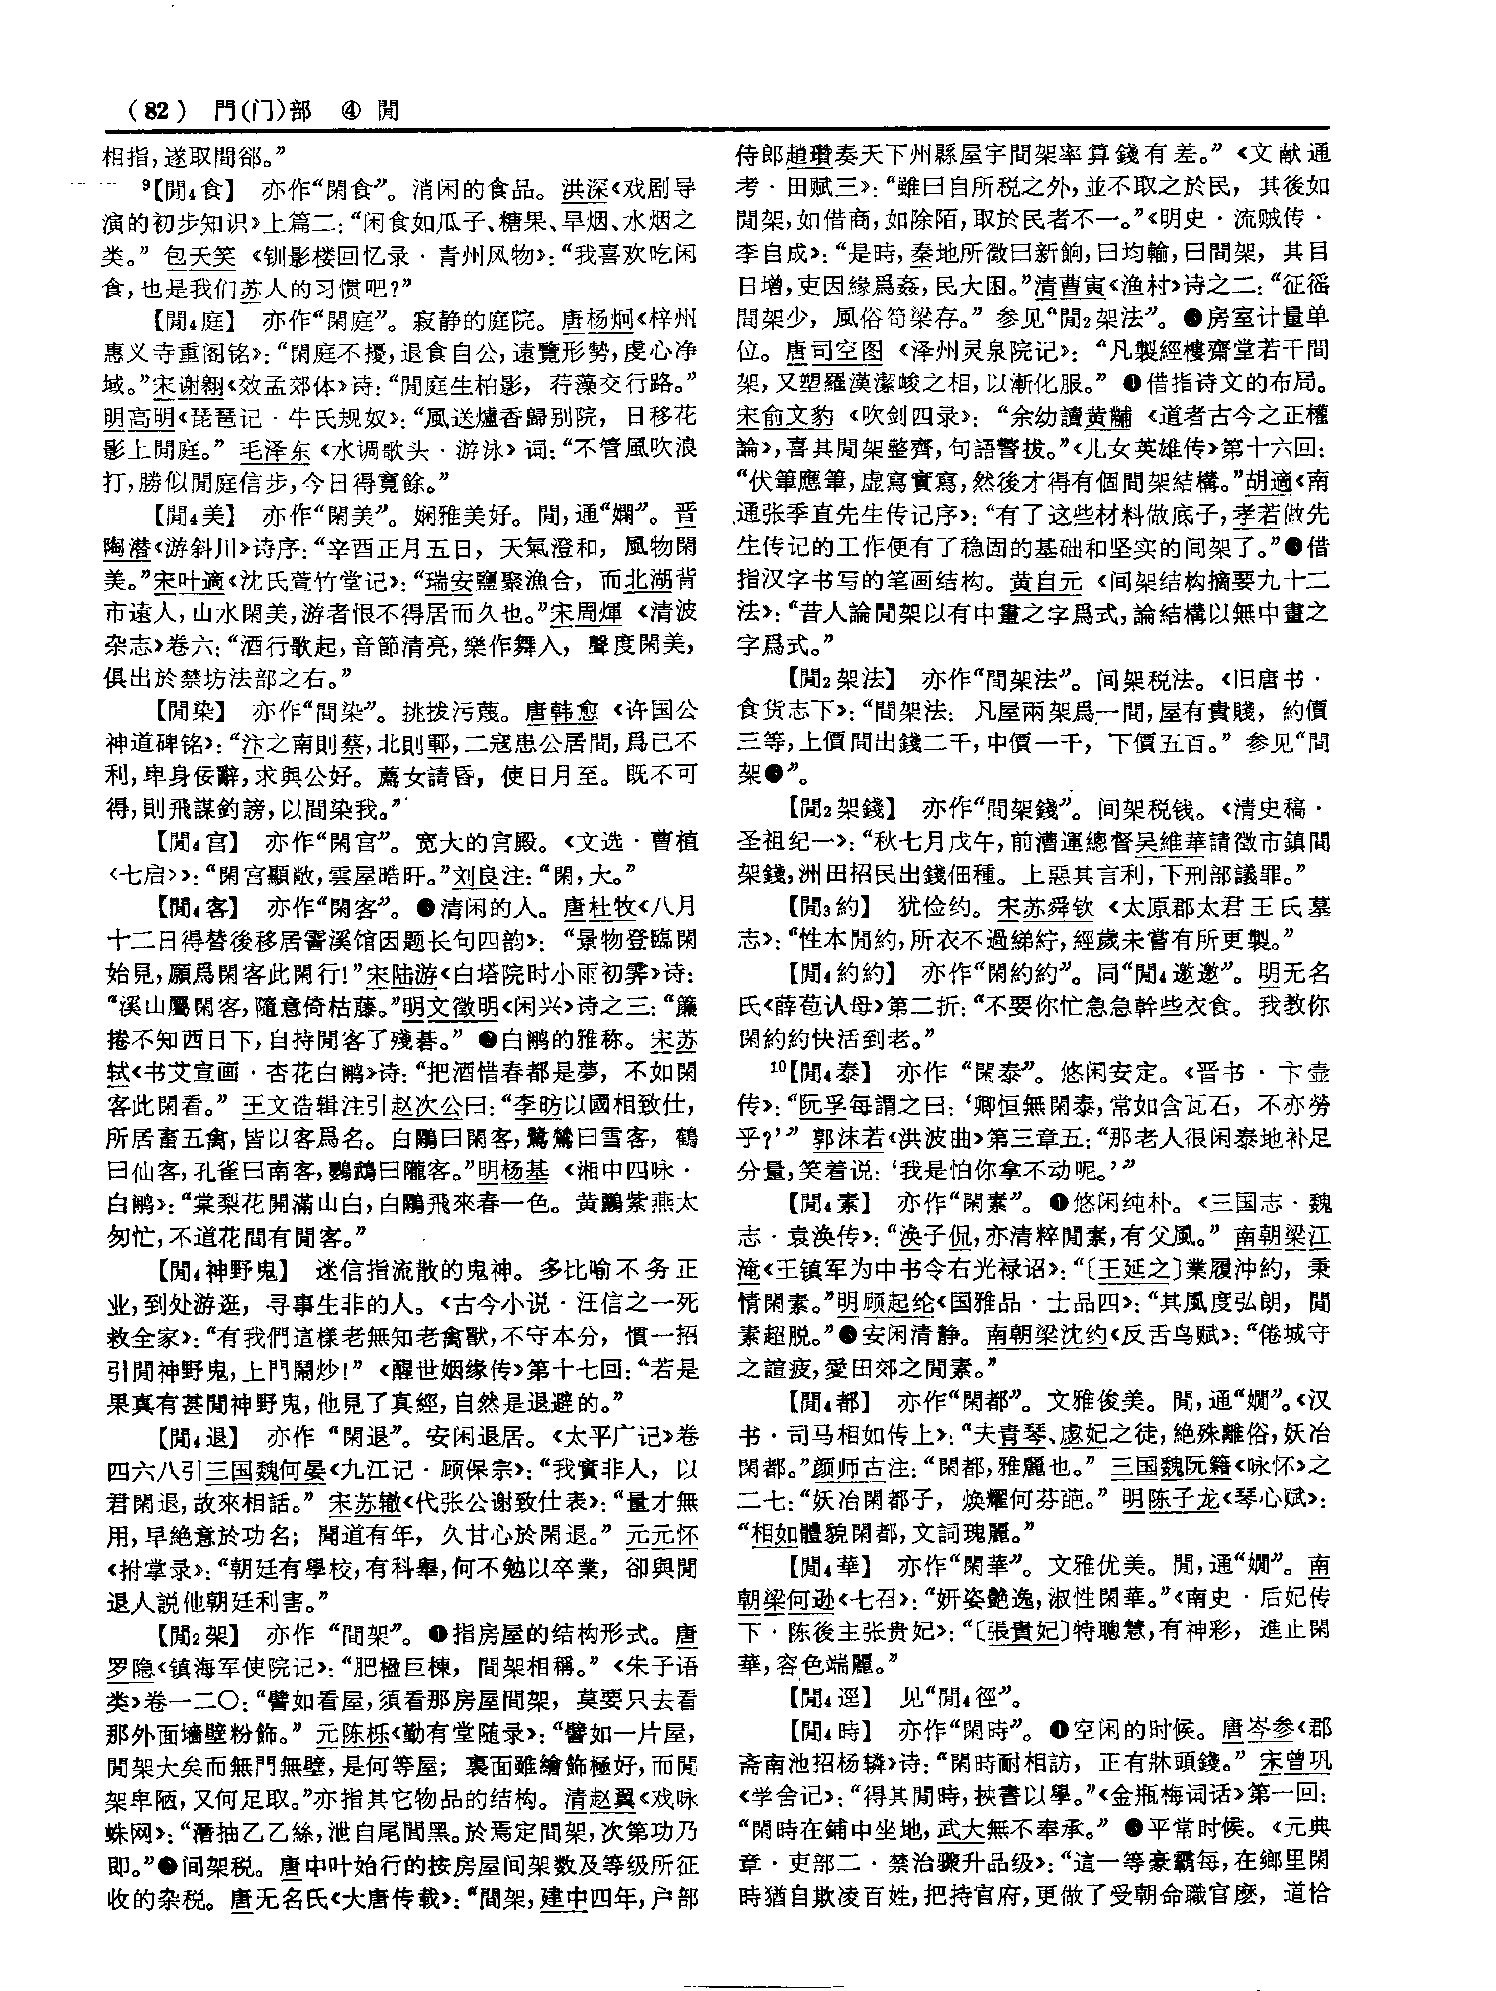 (82) 門(门)部 ④ 閒
相指,遂取間郤。”
⁹【閒₄食】 亦作“閑食”。消闲的食品。洪深《戏剧导
演的初步知识》上篇二:“闲食如瓜子、糖果、旱烟、水烟之
类。” 包天笑《钏影楼回忆录·青州风物》:“我喜欢吃闲
食,也是我们苏人的习惯吧?”
【閒₄庭】 亦作“閑庭”。寂静的庭院。唐杨炯《梓州
惠义寺重阁铭》:“閑庭不擾,退食自公,遠覽形勢,虔心净
域。”宋谢翱《效孟郊体》诗:“閒庭生柏影,荇藻交行路。”
明高明《琵琶记·牛氏规奴》:“風送爐香歸别院,日移花
影上閒庭。” 毛泽东《水调歌头·游泳》词:“不管風吹浪
打,勝似閒庭信步,今日得寬餘。”
【閒₄美】 亦作“閑美”。娴雅美好。閒,通“嫻”。晋
陶潜《游斜川》诗序:“辛酉正月五日,天氣澄和,風物閑
美。”宋叶適《沈氏萱竹堂记》:“瑞安鹽聚漁合,而北湖背
市遠人,山水閑美,游者恨不得居而久也。”宋周煇《清波
杂志》卷六:“酒行歌起,音節清亮,樂作舞入,聲度閑美,
俱出於禁坊法部之右。”
【閒染】 亦作“間染”。挑拨污蔑。唐韩愈《许国公
神道碑铭》:“汴之南則蔡,北則鄆,二寇患公居間,爲己不
利,卑身佞辭,求與公好。薦女請昏,使日月至。既不可
得,則飛謀釣謗,以間染我。”
【閒₄宫】 亦作“閑宫”。宽大的宫殿。《文选·曹植
<七启>》:“閑宮顯敞,雲屋晧旰。”刘良注:“閑,大。”
【閒₄客】 亦作“閑客”。❶清闲的人。唐杜牧《八月
十二日得替後移居霅溪馆因题长句四韵》:“景物登臨閑
始見,願爲閑客此閑行!”宋陆游《白塔院时小雨初霁》诗:
“溪山屬閑客,隨意倚枯藤。”明文徵明《闲兴》诗之三:“簾
捲不知西日下,自持閒客了殘碁。” ❷白鹇的雅称。宋苏
轼《书艾宣画·杏花白鹇》诗:“把酒惜春都是夢,不如閑
客此閑看。” 王文诰辑注引赵次公曰:“李昉以國相致仕,
所居畜五禽,皆以客爲名。白鷳曰閑客,鷺鷥曰雪客,鶴
曰仙客,孔雀曰南客,鸚鵡曰隴客。”明杨基《湘中四咏·
白鹇》:“棠梨花開滿山白,白鷳飛來春一色。黄鸝紫燕太
匆忙,不道花間有閒客。”
【閒₄神野鬼】 迷信指流散的鬼神。多比喻不务正
业,到处游逛,寻事生非的人。《古今小说·汪信之一死
救全家》:“有我們這樣老無知老禽獸,不守本分,慣一招
引閒神野鬼,上門鬧炒!” 《醒世姻缘传》第十七回:“若是
果真有甚閒神野鬼,他見了真經,自然是退避的。”
【閒₄退】 亦作“閑退”。安闲退居。《太平广记》卷
四六八引三国魏何晏《九江记·顾保宗》:“我實非人,以
君閑退,故來相話。” 宋苏辙《代张公谢致仕表》:“量才無
用,早絶意於功名;聞道有年,久甘心於閑退。” 元元怀
《拊掌录》:“朝廷有學校,有科舉,何不勉以卒業,卻與閒
退人説他朝廷利害。”
【閒₂架】 亦作“間架”。❶指房屋的结构形式。唐
罗隐《镇海军使院记》:“肥楹巨棟,間架相稱。”《朱子语
类》卷一二〇:“譬如看屋,須看那房屋間架,莫要只去看
那外面墻壁粉飾。” 元陈栎《勤有堂随录》:“譬如一片屋,
閒架大矣而無門無壁,是何等屋;裏面雖繪飾極好,而閒
架卑陋,又何足取。”亦指其它物品的结构。清赵翼《戏咏
蛛网》:“潛抽乙乙絲,泄自尾閭黑。於焉定間架,次第功乃
即。”❷间架税。唐中叶始行的按房屋间架数及等级所征
收的杂税。唐无名氏《大唐传载》:“間架,建中四年,户部
侍郎趙瓚奏天下州縣屋宇間架率算錢有差。”《文献通
考·田赋三》:“雖曰自所税之外,並不取之於民,其後如
閒架,如借商,如除陌,取於民者不一。”《明史·流贼传·
李自成》:“是時,秦地所徵曰新餉,曰均輸,曰間架,其目
日增,吏因緣爲姦,民大困。”清曹寅《渔村》诗之二:“征徭
間架少,風俗笱梁存。” 参见“閒₂架法”。❸房室计量单
位。唐司空图《泽州灵泉院记》:“凡製經樓齋堂若干間
架,又塑羅漢潔峻之相,以漸化服。” ❹借指诗文的布局。
宋俞文豹《吹剑四录》:“余幼讀黄黼《道者古今之正權
論》,喜其閒架整齊,句語警拔。”《儿女英雄传》第十六回:
“伏筆應筆,虚寫實寫,然後才得有個間架結構。”胡適《南
通张季直先生传记序》:“有了这些材料做底子,孝若做先
生传记的工作便有了稳固的基础和坚实的间架了。”❺借
指汉字书写的笔画结构。黄自元《间架结构摘要九十二
法》:“昔人論閒架以有中畫之字爲式,論結構以無中畫之
字爲式。”
【閒₂架法】 亦作“間架法”。间架税法。《旧唐书·
食货志下》:“間架法:凡屋兩架爲一間,屋有貴賤,約價
三等,上價間出錢二千,中價一千,下價五百。” 参见“閒
架❷”。
【閒₂架錢】 亦作“間架錢”。间架税钱。《清史稿·
圣祖纪一》:“秋七月戊午,前漕運總督吴維華請徵市鎮閒
架錢,洲田招民出錢佃種。上惡其言利,下刑部議罪。”
【閒₃約】 犹俭约。宋苏舜钦《太原郡太君王氏墓
志》:“性本閒約,所衣不過綈紵,經歲未嘗有所更製。”
【閒₄約約】 亦作“閑約約”。同“閒₄邀邀”。明无名
氏《薛苞认母》第二折:“不要你忙急急幹些衣食。我教你
閑約約快活到老。”
¹⁰【閒₄泰】 亦作“閑泰”。悠闲安定。《晋书·卞壶
传》:“阮孚每謂之曰:‘卿恒無閑泰,常如含瓦石,不亦勞
乎?’” 郭沫若《洪波曲》第三章五:“那老人很闲泰地补足
分量,笑着说:‘我是怕你拿不动呢。’”
【閒₄素】 亦作“閑素”。❶悠闲纯朴。《三国志·魏
志·袁涣传》:“涣子侃,亦清粹閒素,有父風。” 南朝梁江
淹《王镇军为中书令右光禄诏》:“〔王延之〕業履沖約,秉
情閑素。”明顾起纶《国雅品·士品四》:“其風度弘朗,閒
素超脱。”❷安闲清静。南朝梁沈约《反舌鸟赋》:“倦城守
之諠疲,愛田郊之閒素。”
【閒₄都】 亦作“閑都”。文雅俊美。閒,通“嫺”。《汉
书·司马相如传上》:“夫青琴、虙妃之徒,絶殊離俗,妖冶
閑都。”颜师古注:“閑都,雅麗也。” 三国魏阮籍《咏怀》之
二七:“妖冶閑都子,焕耀何芬葩。” 明陈子龙《琴心赋》:
“相如體貌閑都,文詞瑰麗。”
【閒₄華】 亦作“閑華”。文雅优美。閒,通“嫺”。南
朝梁何逊《七召》:“妍姿艷逸,淑性閑華。”《南史·后妃传
下·陈後主张贵妃》:“〔張貴妃〕特聰慧,有神彩,進止閑
華,容色端麗。”
【閒₄逕】 见“閒₄徑”。
【閒₄時】 亦作“閑時”。❶空闲的时候。唐岑参《郡
斋南池招杨辚》诗:“閑時耐相訪,正有牀頭錢。” 宋曾巩
《学舍记》:“得其閒時,挾書以學。”《金瓶梅词话》第一回:
“閑時在鋪中坐地,武大無不奉承。” ❷平常时候。《元典
章·吏部二·禁治骤升品级》:“這一等豪霸每,在鄉里閑
時猶自欺凌百姓,把持官府,更做了受朝命職官麽,道恰